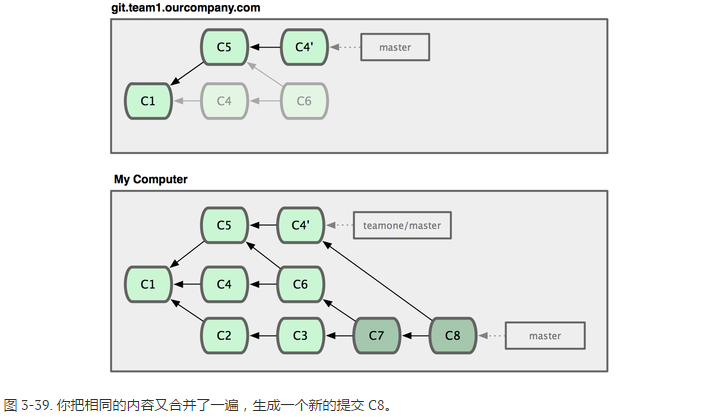 git.team1.ourcompany.com
C5 C4' master
C1 C4 C6
My Computer
C5 C4' teamone/master
C1 C4 C6
C2 C3 C7 C8 master
图 3-39. 你把相同的内容又合并了一遍，生成一个新的提交 C8。